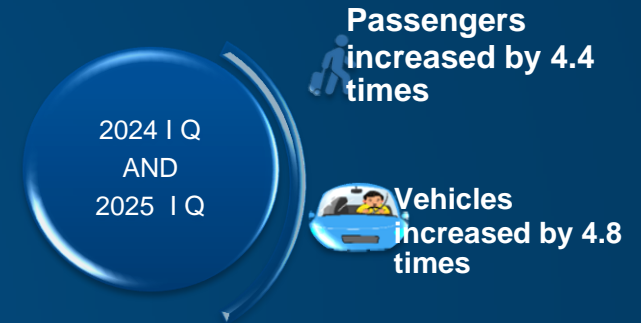 2024 I Q
AND
2025 I Q
Passengers
increased by 4.4
times
Vehicles
increased by 4.8
times